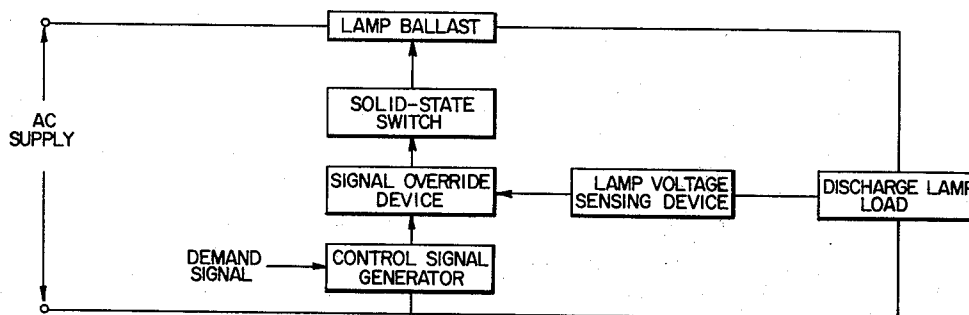 LAMP BALLAST
AC
SUPPLY
SOLID-STATE
SWITCH
SIGNAL OVERRIDE
DEVICE
LAMP VOLTAGE
SENSING DEVICE
DISCHARGE LAMP
LOAD
DEMAND
SIGNAL
CONTROL SIGNAL
GENERATOR